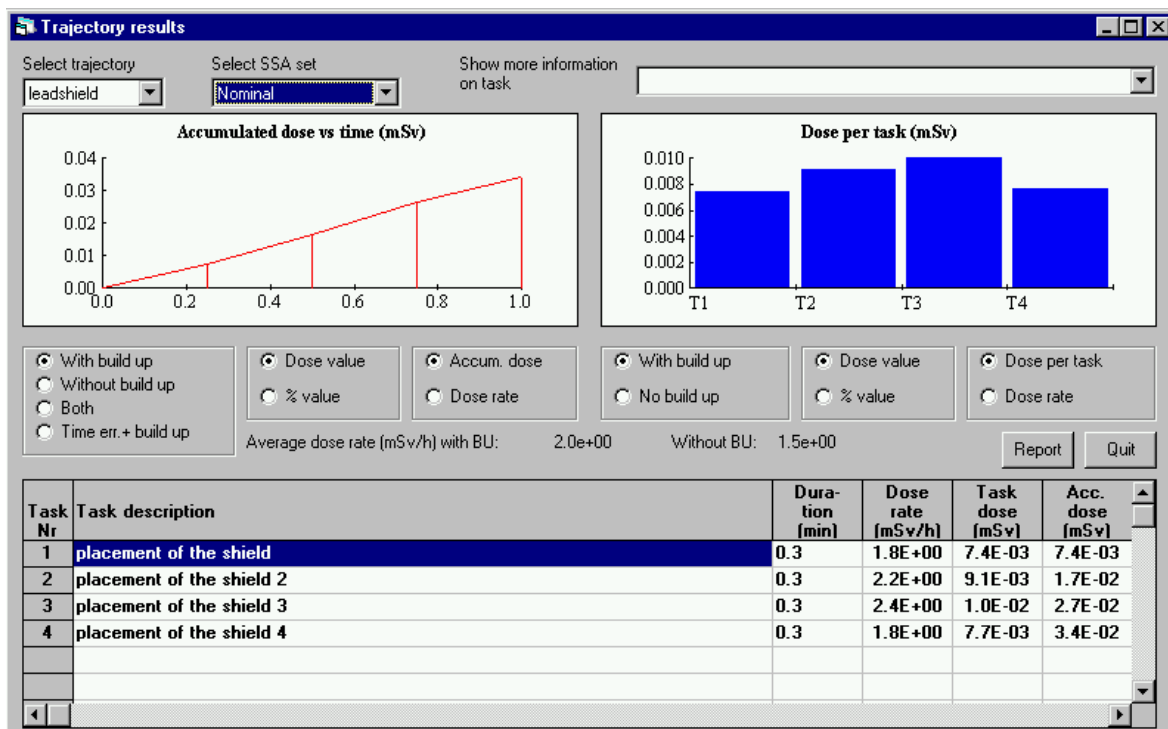 Trajectory results
Select trajectory
Select SSA set
Show more information on task
leadshield
Nominal
Accumulated dose vs time (mSv)
0.04
0.03
0.02
0.01
0.00
0.0 0.2 0.4 0.6 0.8 1.0
Dose per task (mSv)
0.010
0.008
0.006
0.004
0.002
0.000
T1 T2 T3 T4
With build up
Without build up
Both
Time err.+ build up
Dose value
% value
Accum. dose
Dose rate
With build up
No build up
Dose value
% value
Dose per task
Dose rate
Average dose rate (mSv/h) with BU: 2.0e+00 Without BU: 1.5e+00
Report Quit
Task Nr Task description Dura-tion (min) Dose rate (mSv/h) Task dose (mSv) Acc. dose (mSv)
1 placement of the shield 0.3 1.8E+00 7.4E-03 7.4E-03
2 placement of the shield 2 0.3 2.2E+00 9.1E-03 1.7E-02
3 placement of the shield 3 0.3 2.4E+00 1.0E-02 2.7E-02
4 placement of the shield 4 0.3 1.8E+00 7.7E-03 3.4E-02